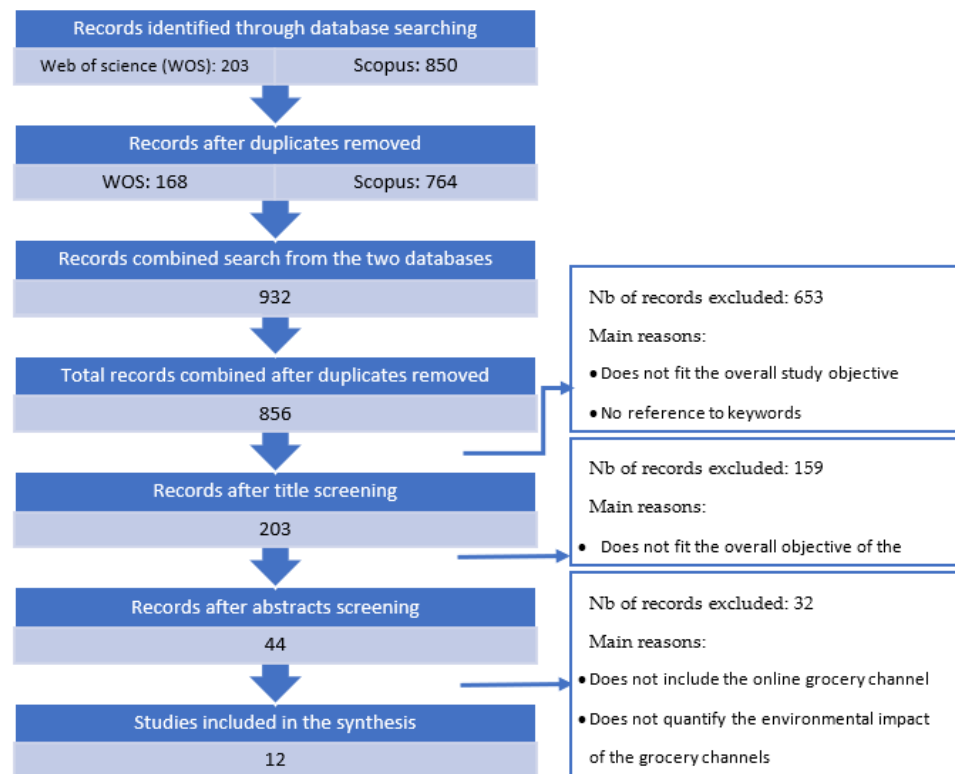 Records identified through database searching
Web of science (WOS): 203
Scopus: 850
Records after duplicates removed
WOS: 168
Scopus: 764
Records combined search from the two databases
932
Total records combined after duplicates removed
856
Nb of records excluded: 653
Main reasons:
• Does not fit the overall study objective
• No reference to keywords
Records after title screening
203
Nb of records excluded: 159
Main reasons:
• Does not fit the overall objective of the
Records after abstracts screening
44
Nb of records excluded: 32
Main reasons:
• Does not include the online grocery channel
• Does not quantify the environmental impact
of the grocery channels
Studies included in the synthesis
12